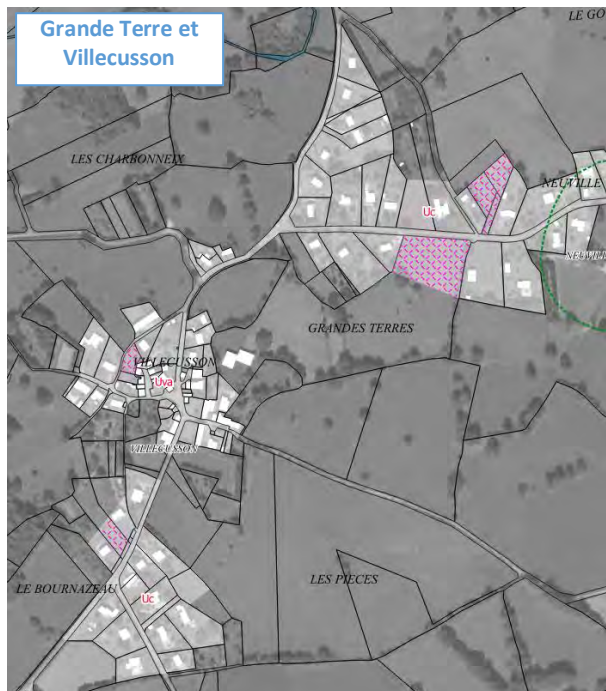 Grande Terre et
Villecusson
LE GO
LES CHARBONNEIX
NEUVILLE
Uc
NEUVILL
GRANDES TERRES
VILLECUSSON
Uva
VILLECUSSON
LE BOURNAZEAU
LES PIECES
Uc